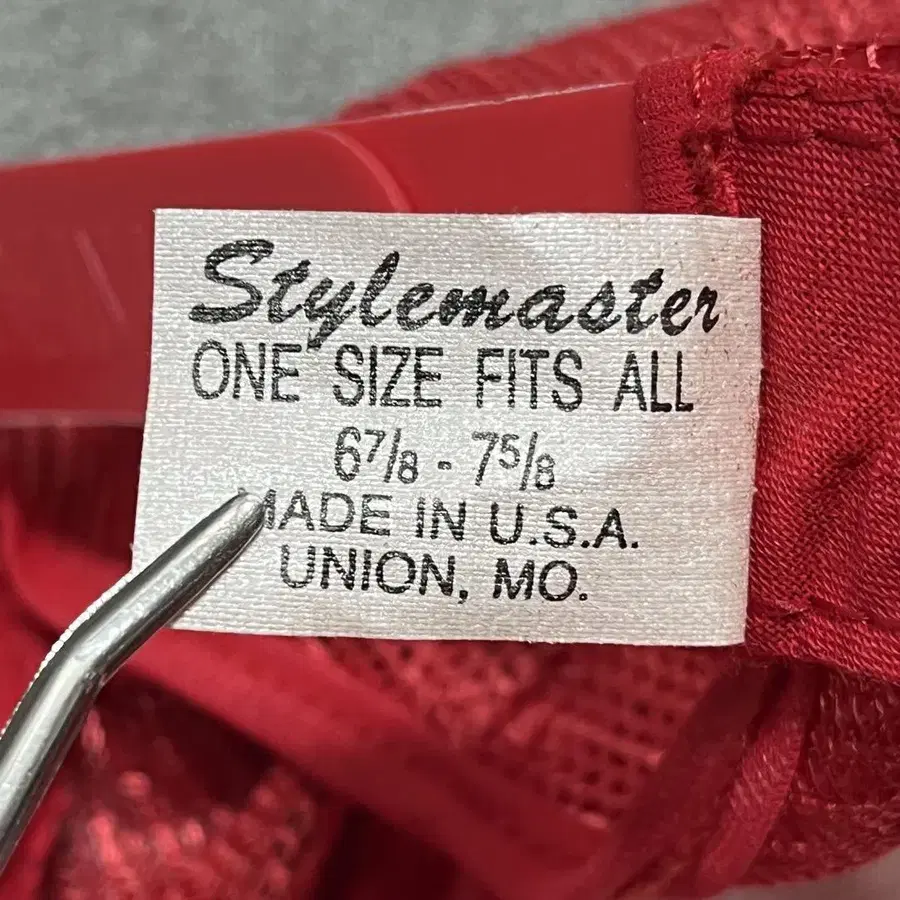 Stylemaster
ONE SIZE FITS ALL
6⅞ - 7⅝
MADE IN U.S.A.
UNION, MO.